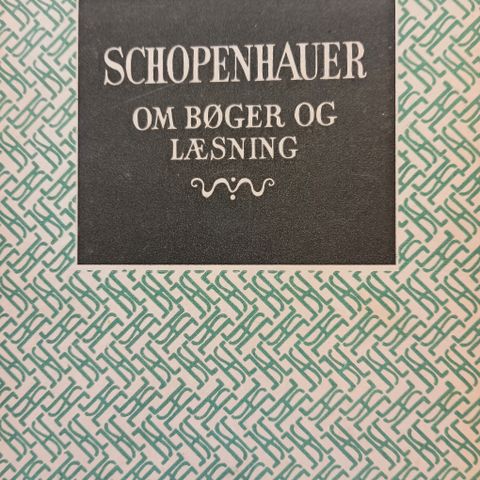 SCHOPENHAUER
OM BØGER OG
LÆSNING